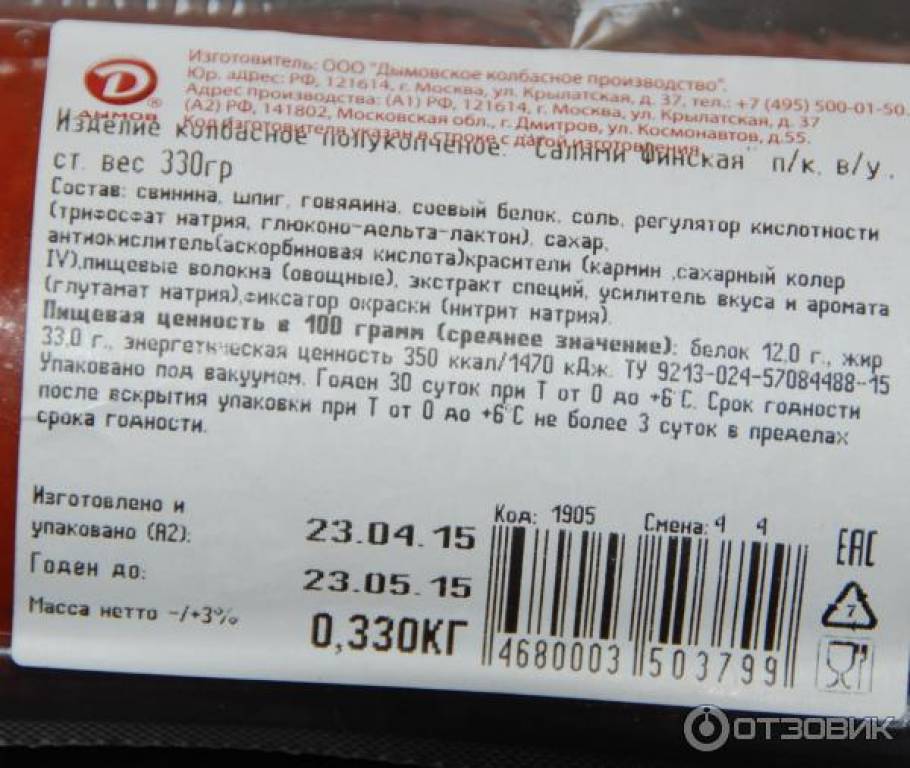 Изготовитель: ООО "Дымовское колбасное производство".
Юр. адрес: РФ, 121614, г. Москва, ул. Крылатская, д. 37, тел.: +7 (495) 500-01-50.
Адрес производства: (А1) РФ, 121614, г. Москва, ул. Крылатская, д. 37
(А2) РФ, 141802, Московская обл., г. Дмитров, ул. Космонавтов, д.55.
Код изготовителя указан в строке с датой изготовления.
D
ДЫМОВ®
Изделие колбасное полукопченое. "Салями Финская" п/к, в/у,
ст. вес 330гр
Состав: свинина, шпиг, говядина, соевый белок, соль, регулятор кислотности
(трифосфат натрия, глюконо-дельта-лактон), сахар,
антиокислитель(аскорбиновая кислота)красители (кармин ,сахарный колер
IV),пищевые волокна (овощные), экстракт специй, усилитель вкуса и аромата
(глутамат натрия),фиксатор окраски (нитрит натрия).
Пищевая ценность в 100 грамм (среднее значение): белок 12,0 г., жир
33,0 г., энергетическая ценность 350 ккал/1470 кДж. ТУ 9213-024-57084488-15
Упаковано под вакуумом. Годен 30 суток при Т от 0 до +6°С. Срок годности
после вскрытия упаковки при Т от 0 до +6°С не более 3 суток в пределах
срока годности.
Изготовлено и
упаковано (А2): 23.04.15
Годен до: 23.05.15
Масса нетто -/+3% 0,330КГ
Код: 1905 Смена: 4 4
4680003 503799
EAC
7
ОТЗОВИК